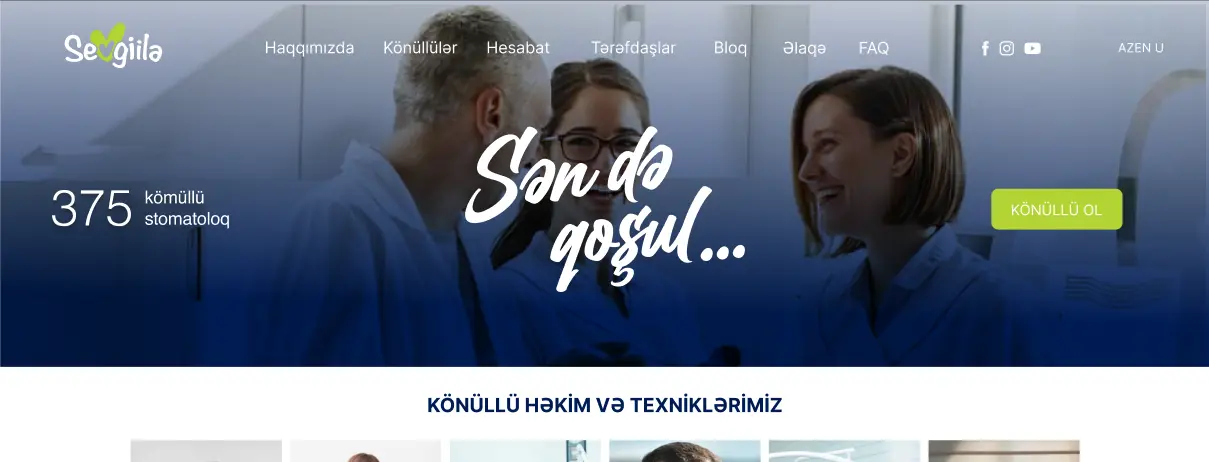 Sevgiilə
Haqqımızda Könüllülər Hesabat Tərəfdaşlar Bloq Əlaqə FAQ
AZEN U
Sən də
qoşul...
375 kömüllü
stomatoloq
KÖNÜLLÜ OL
KÖNÜLLÜ HƏKİM VƏ TEXNİKLƏRİMİZ